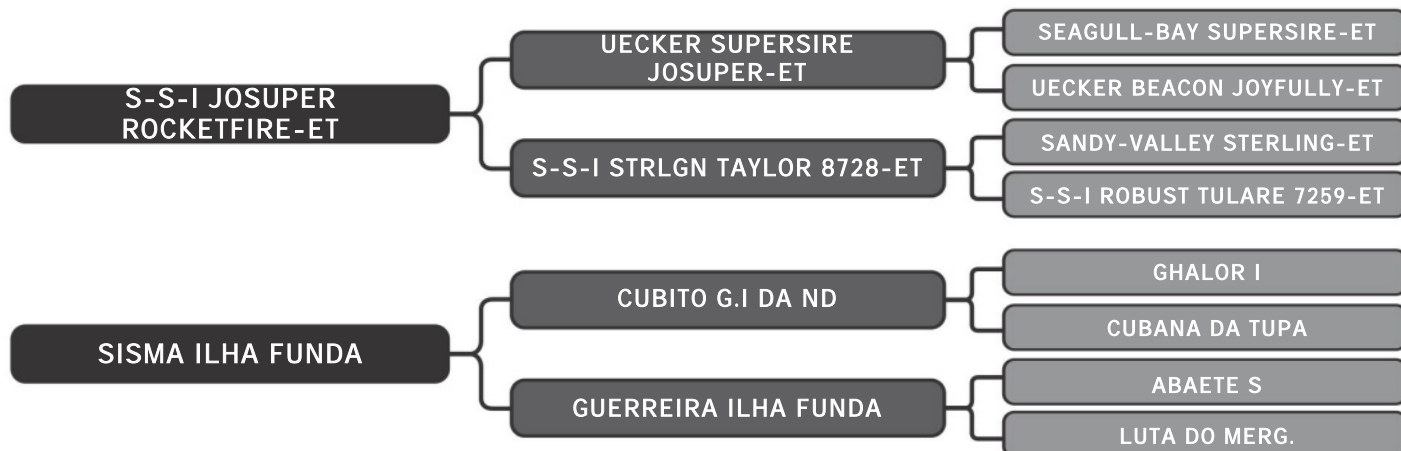 S-S-I JOSUPER
ROCKETFIRE-ET
UECKER SUPERSIRE
JOSUPER-ET
SEAGULL-BAY SUPERSIRE-ET
UECKER BEACON JOYFULLY-ET
S-S-I STRLGN TAYLOR 8728-ET
SANDY-VALLEY STERLING-ET
S-S-I ROBUST TULARE 7259-ET
SISMA ILHA FUNDA
CUBITO G.I DA ND
GHALOR I
CUBANA DA TUPA
GUERREIRA ILHA FUNDA
ABAETE S
LUTA DO MERG.